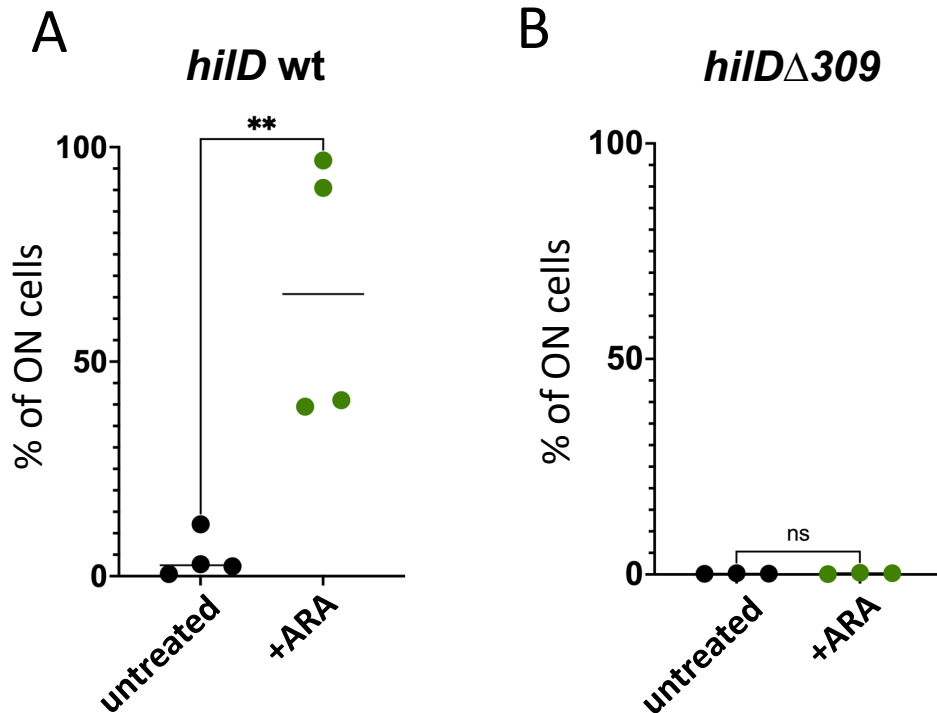 A
hilD wt
**
100
50
0
% of ON cells
untreated
+ARA
B
hilDΔ309
100
50
0
% of ON cells
ns
untreated
+ARA